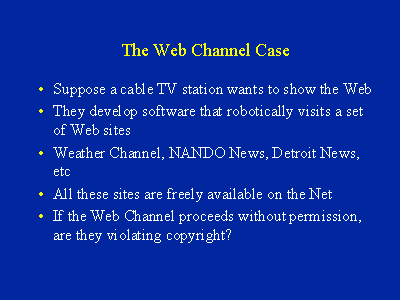 The Web Channel Case
• Suppose a cable TV station wants to show the Web
• They develop software that robotically visits a set
of Web sites
• Weather Channel, NANDO News, Detroit News,
etc
• All these sites are freely available on the Net
• If the Web Channel proceeds without permission,
are they violating copyright?